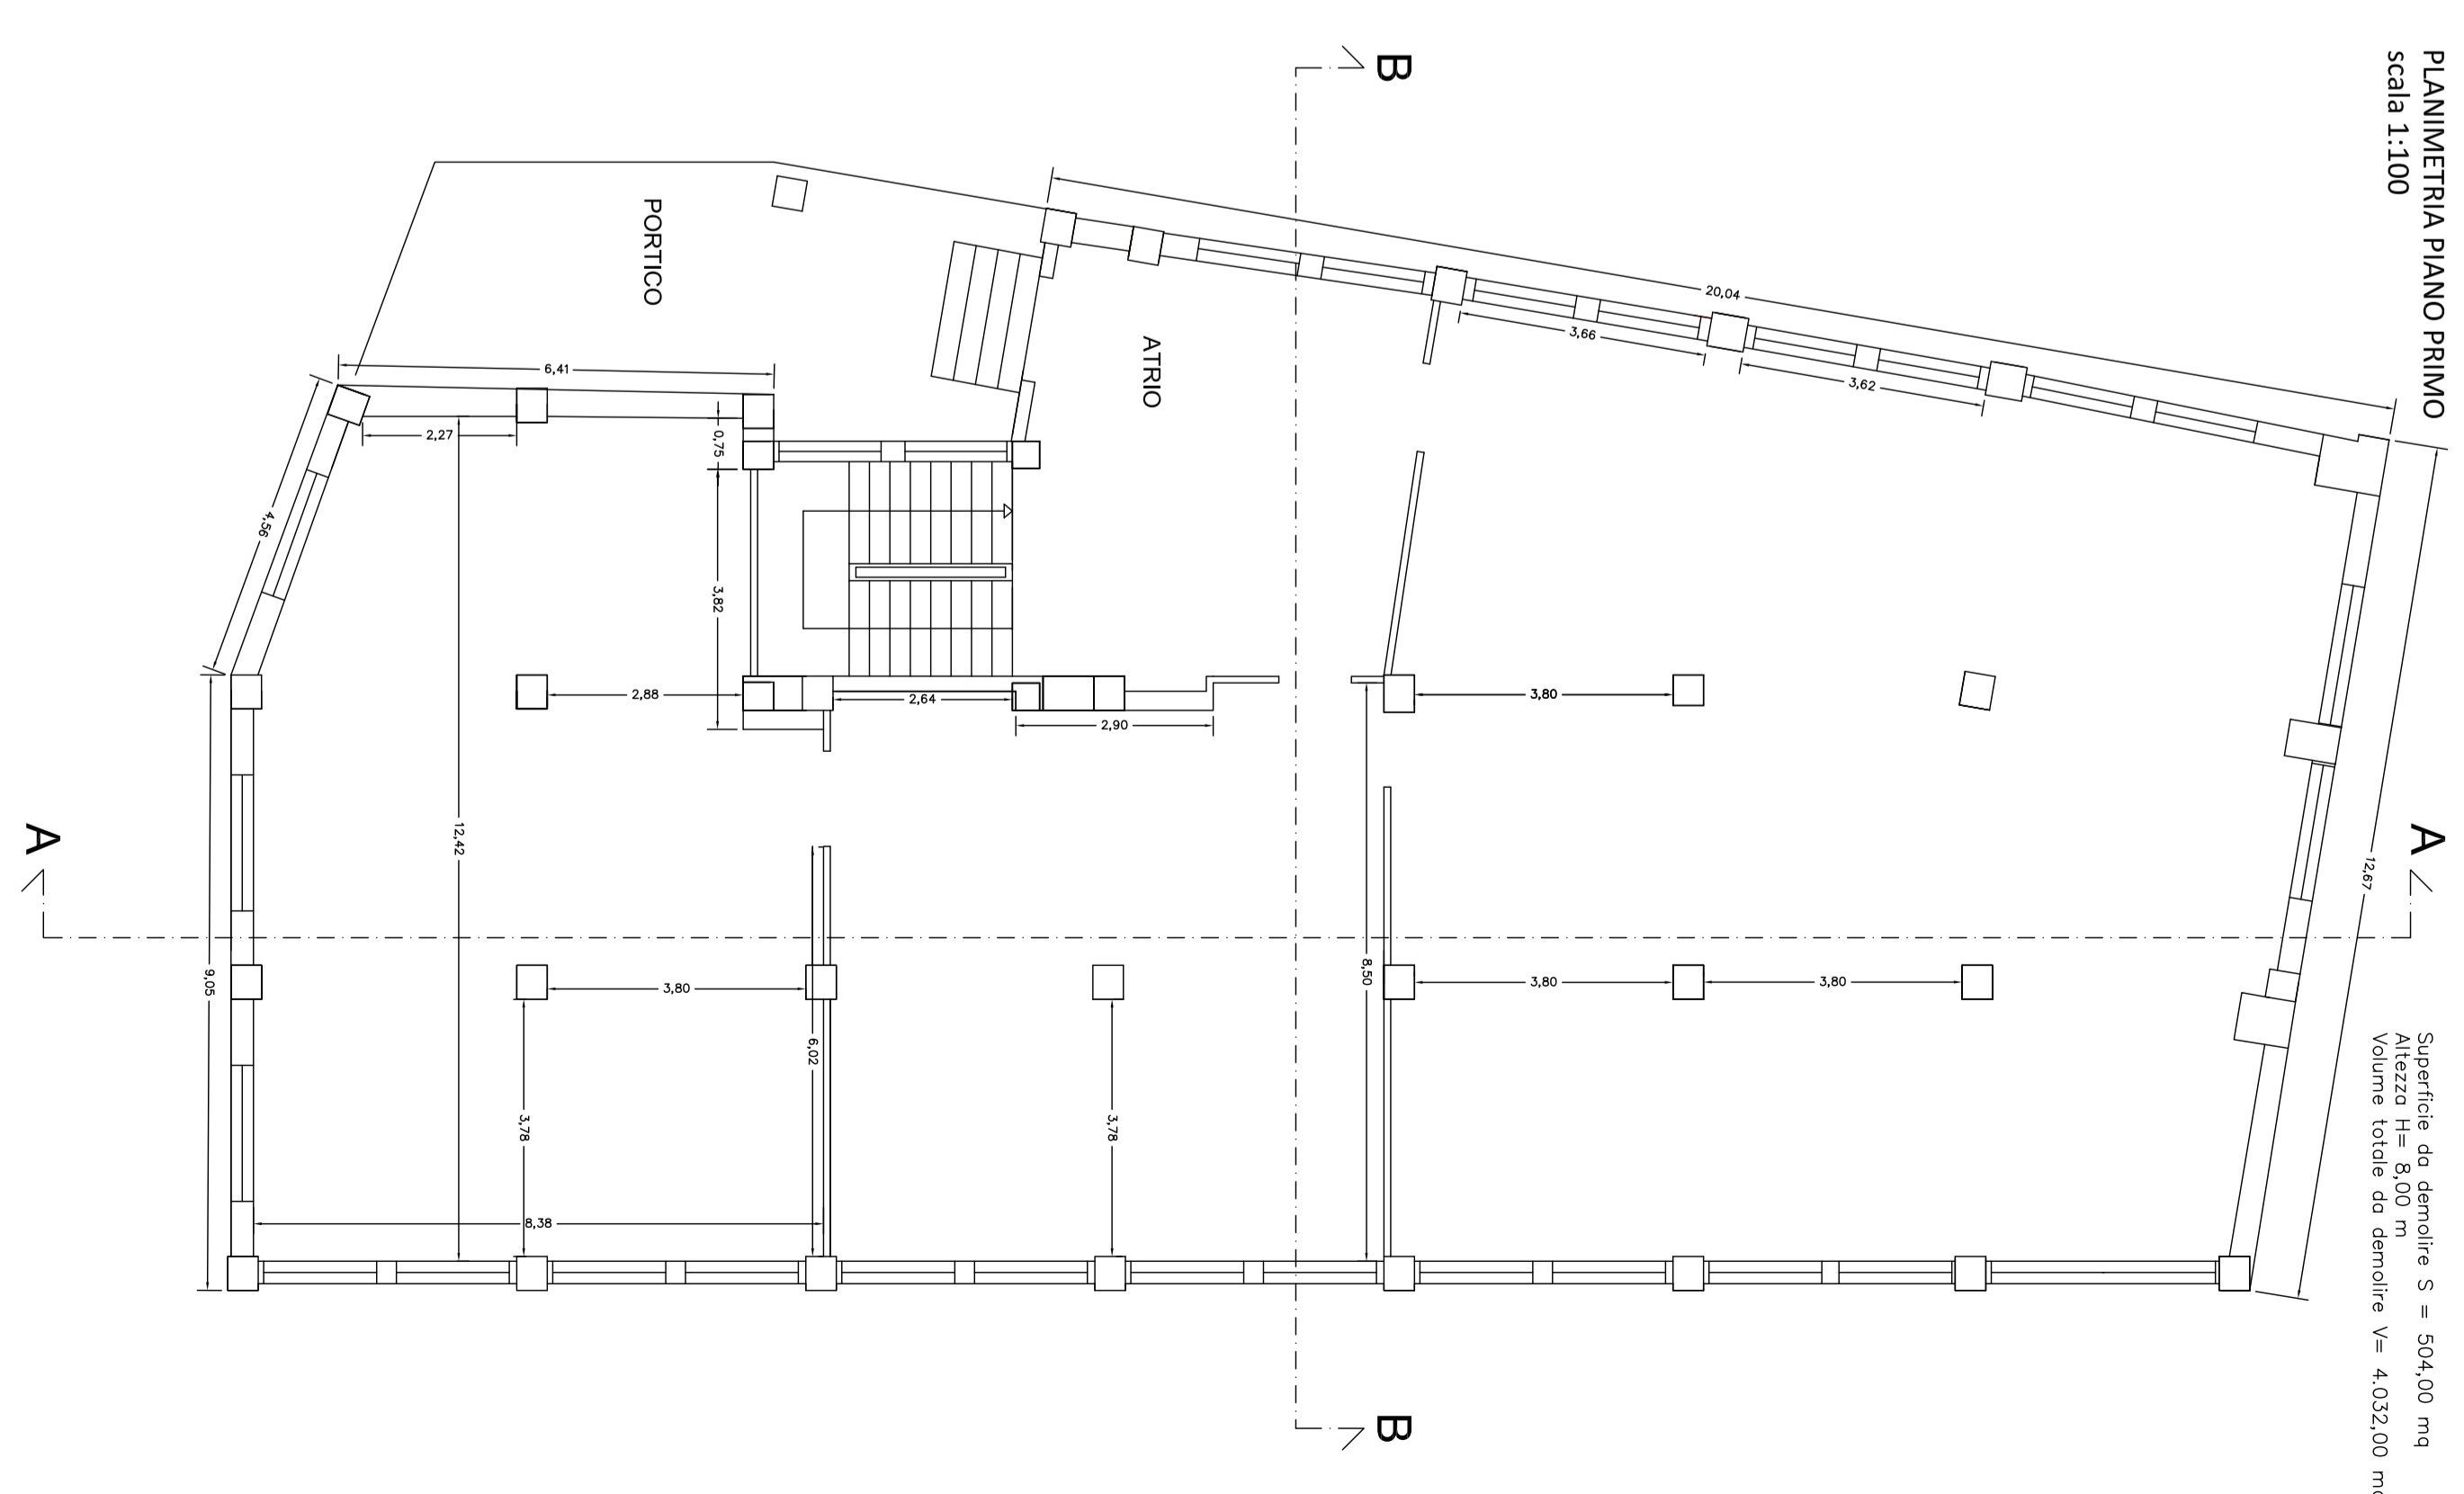 PLANIMETRIA PIANO PRIMO
scala 1:100
B
20,04
3,66
3,62
PORTICO
ATRIO
6,41
2,27
0,75
4,56
3,82
2,88
2,64
2,90
3,80
12,67
A
A
12,42
9,05
3,80
6,02
8,50
3,80
3,80
3,78
3,78
8,38
B
Superficie da demolire S = 504,00 mq
Altezza H= 8,00 m
Volume totale da demolire V= 4.032,00